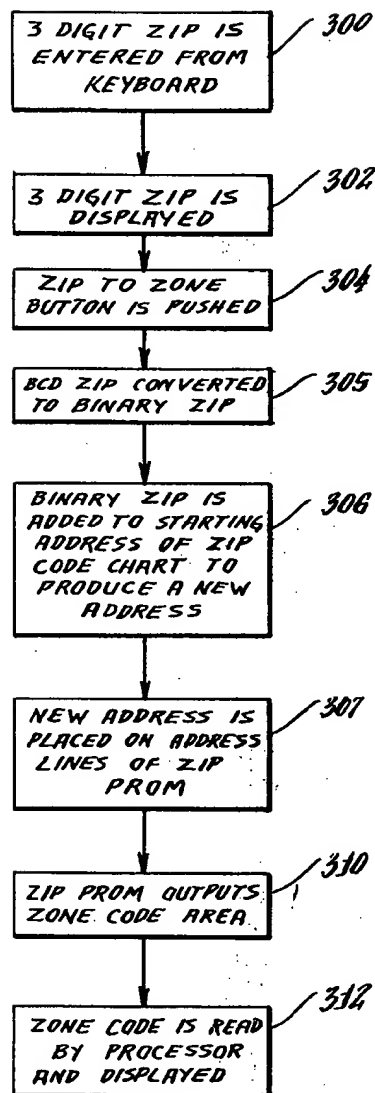 3 DIGIT ZIP IS
ENTERED FROM
KEYBOARD
300
3 DIGIT ZIP IS
DISPLAYED
302
ZIP TO ZONE
BUTTON IS PUSHED
304
BCD ZIP CONVERTED
TO BINARY ZIP
305
BINARY ZIP IS
ADDED TO STARTING
ADDRESS OF ZIP
CODE CHART TO
PRODUCE A NEW
ADDRESS
306
NEW ADDRESS IS
PLACED ON ADDRESS
LINES OF ZIP
PROM
307
ZIP PROM OUTPUTS
ZONE CODE AREA
310
ZONE CODE IS READ
BY PROCESSOR
AND DISPLAYED
312